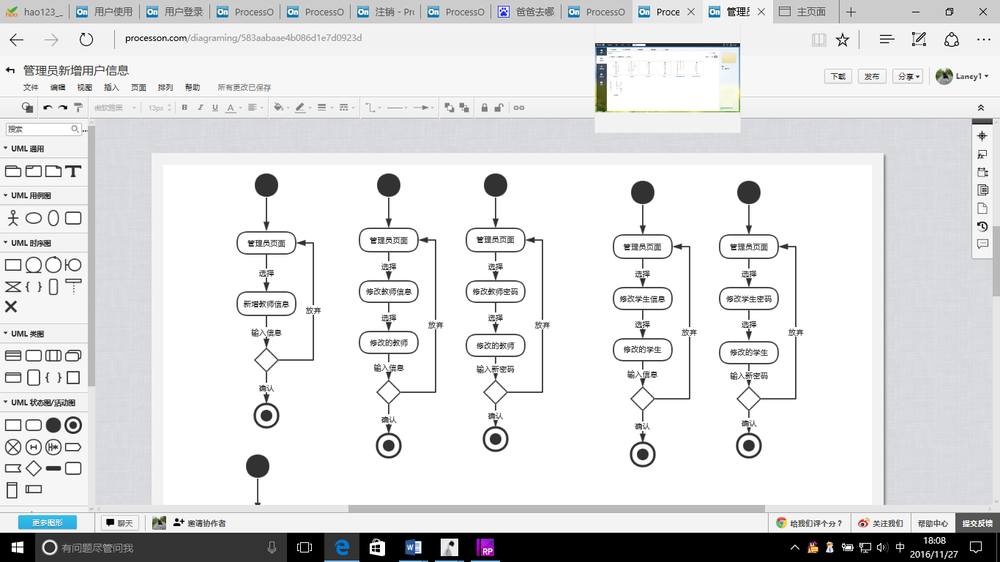 hao123_
用户使用
用户登录
ProcessO
ProcessO
注销 - Pro
ProcessO
爸爸去哪
ProcessO
Proce
管理员
主页面
processon.com/diagraming/583aabaae4b086d1e7d0923d
管理员新增用户信息
下载
发布
分享
Lancy1
文件 编辑 视图 插入 页面 排列 帮助 所有更改已保存
微软雅黑 13px B I U A
搜索
UML 通用
UML 用例图
UML 时序图
UML 类图
UML 状态图/活动图
更多图形
管理员页面
选择
新增教师信息
输入信息
放弃
确认
管理员页面
选择
修改教师信息
选择
修改的教师
输入信息
放弃
确认
管理员页面
选择
修改教师密码
选择
修改的教师
输入新密码
放弃
确认
管理员页面
选择
修改学生信息
选择
修改的学生
输入信息
放弃
确认
管理员页面
选择
修改学生密码
选择
修改的学生
输入新密码
放弃
确认
聊天
邀请协作者
给我们评个分？
关注我们
帮助中心
提交反馈
有问题尽管问我
RP
中
18:08
2016/11/27